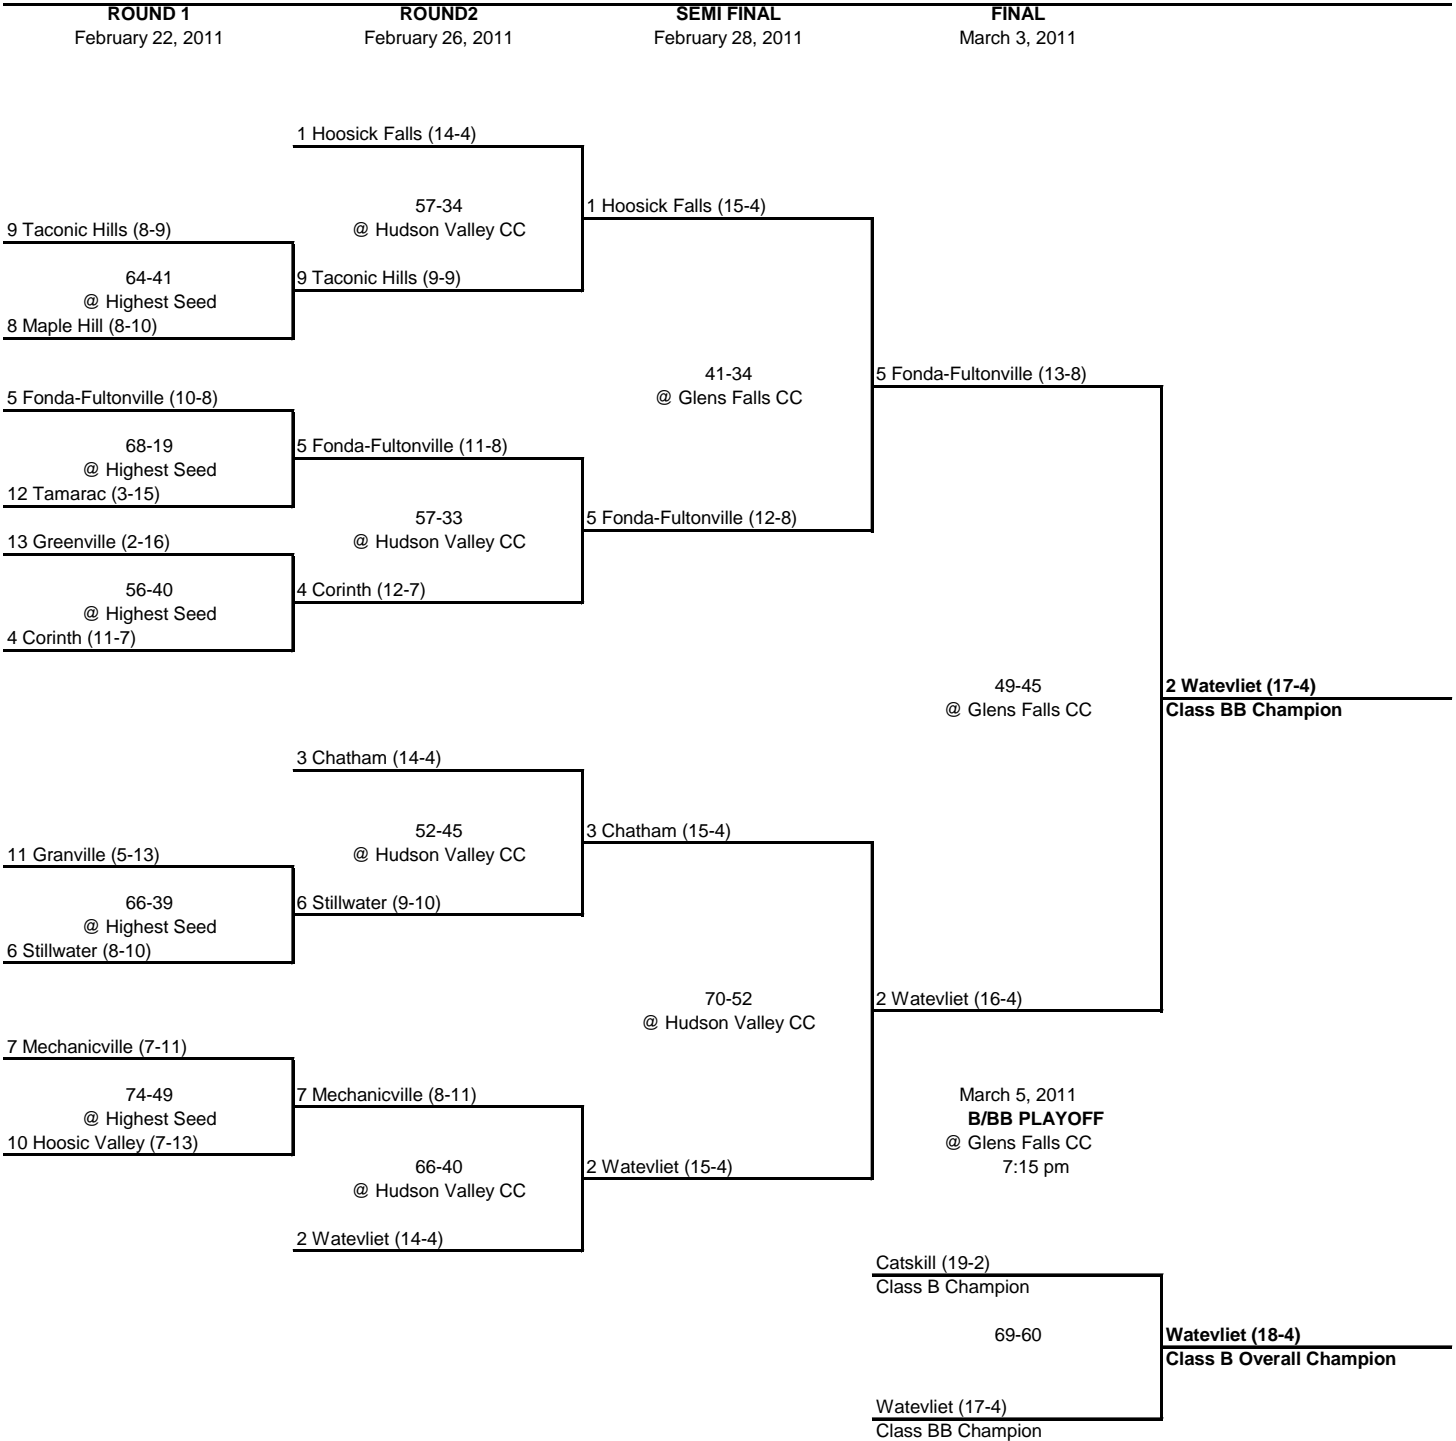 ROUND 1
February 22, 2011
ROUND2
February 26, 2011
SEMI FINAL
February 28, 2011
FINAL
March 3, 2011
1 Hoosick Falls (14-4)
57-34
@ Hudson Valley CC
1 Hoosick Falls (15-4)
9 Taconic Hills (8-9)
64-41
@ Highest Seed
9 Taconic Hills (9-9)
8 Maple Hill (8-10)
41-34
@ Glens Falls CC
5 Fonda-Fultonville (13-8)
5 Fonda-Fultonville (10-8)
68-19
@ Highest Seed
5 Fonda-Fultonville (11-8)
12 Tamarac (3-15)
57-33
@ Hudson Valley CC
5 Fonda-Fultonville (12-8)
13 Greenville (2-16)
56-40
@ Highest Seed
4 Corinth (12-7)
4 Corinth (11-7)
49-45
@ Glens Falls CC
2 Watevliet (17-4)
Class BB Champion
3 Chatham (14-4)
52-45
@ Hudson Valley CC
3 Chatham (15-4)
11 Granville (5-13)
66-39
@ Highest Seed
6 Stillwater (9-10)
6 Stillwater (8-10)
70-52
@ Hudson Valley CC
2 Watevliet (16-4)
7 Mechanicville (7-11)
74-49
@ Highest Seed
7 Mechanicville (8-11)
10 Hoosic Valley (7-13)
66-40
@ Hudson Valley CC
2 Watevliet (15-4)
2 Watevliet (14-4)
March 5, 2011
B/BB PLAYOFF
@ Glens Falls CC
7:15 pm
Catskill (19-2)
Class B Champion
69-60
Watevliet (18-4)
Class B Overall Champion
Watevliet (17-4)
Class BB Champion